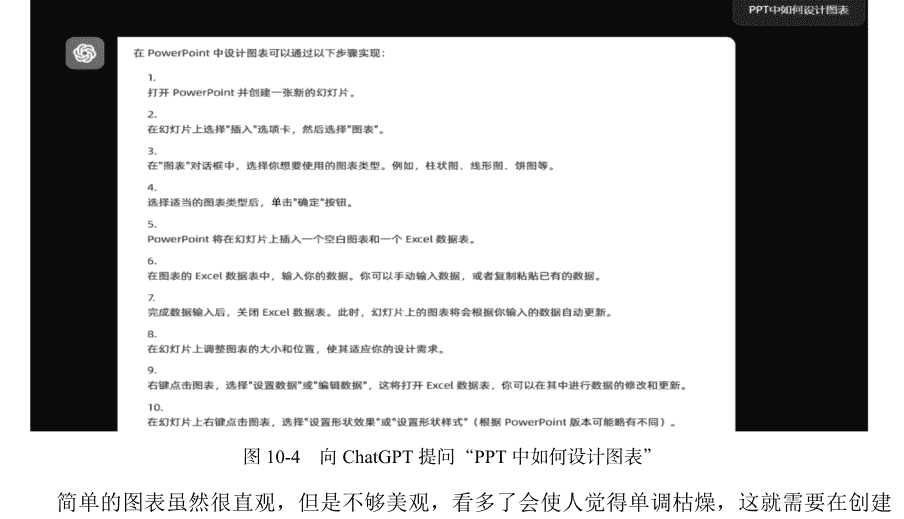 PPT中如何设计图表
在 PowerPoint 中设计图表可以通过以下步骤实现：
1.
打开 PowerPoint 并创建一张新的幻灯片。
2.
在幻灯片上选择"插入"选项卡，然后选择"图表"。
3.
在"图表"对话框中，选择你想要使用的图表类型。例如，柱状图、线形图、饼图等。
4.
选择适当的图表类型后，单击"确定"按钮。
5.
PowerPoint 将在幻灯片上插入一个空白图表和一个 Excel 数据表。
6.
在图表的 Excel 数据表中，输入你的数据。你可以手动输入数据，或者复制粘贴已有的数据。
7.
完成数据输入后，关闭 Excel 数据表。此时，幻灯片上的图表将会根据你输入的数据自动更新。
8.
在幻灯片上调整图表的大小和位置，使其适应你的设计需求。
9.
右键点击图表，选择"设置数据"或"编辑数据"，这将打开 Excel 数据表，你可以在其中进行数据的修改和更新。
10.
在幻灯片上右键点击图表，选择"设置形状效果"或"设置形状样式"（根据 PowerPoint 版本可能略有不同）。
图 10-4　向 ChatGPT 提问“PPT 中如何设计图表”
简单的图表虽然很直观，但是不够美观，看多了会使人觉得单调枯燥，这就需要在创建